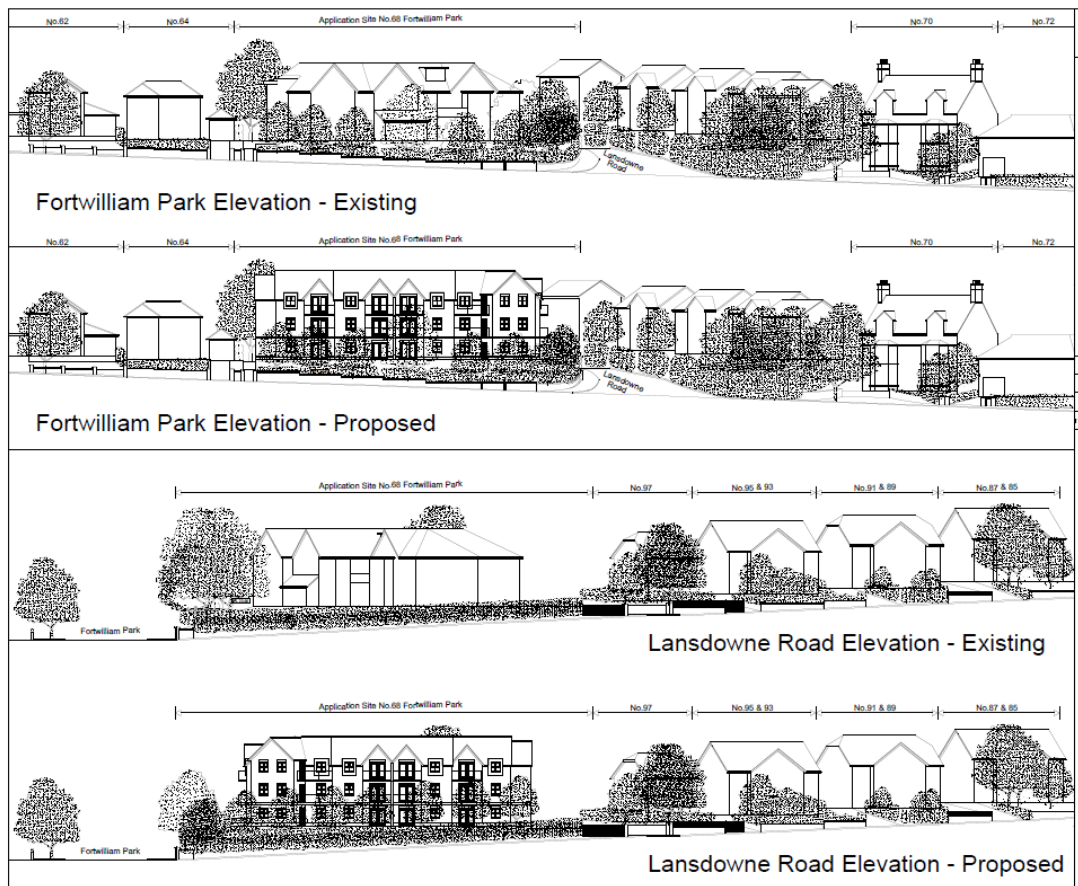 No.62 No.64 Application Site No.68 Fortwilliam Park No.70 No.72
Lansdowne
Road
Fortwilliam Park Elevation - Existing
No.62 No.64 Application Site No.68 Fortwilliam Park No.70 No.72
Lansdowne
Road
Fortwilliam Park Elevation - Proposed
Application Site No.68 Fortwilliam Park No.97 No.95 & 93 No.91 & 89 No.87 & 85
Fortwilliam Park
Lansdowne Road Elevation - Existing
Application Site No.68 Fortwilliam Park No.97 No.95 & 93 No.91 & 89 No.87 & 85
Fortwilliam Park
Lansdowne Road Elevation - Proposed